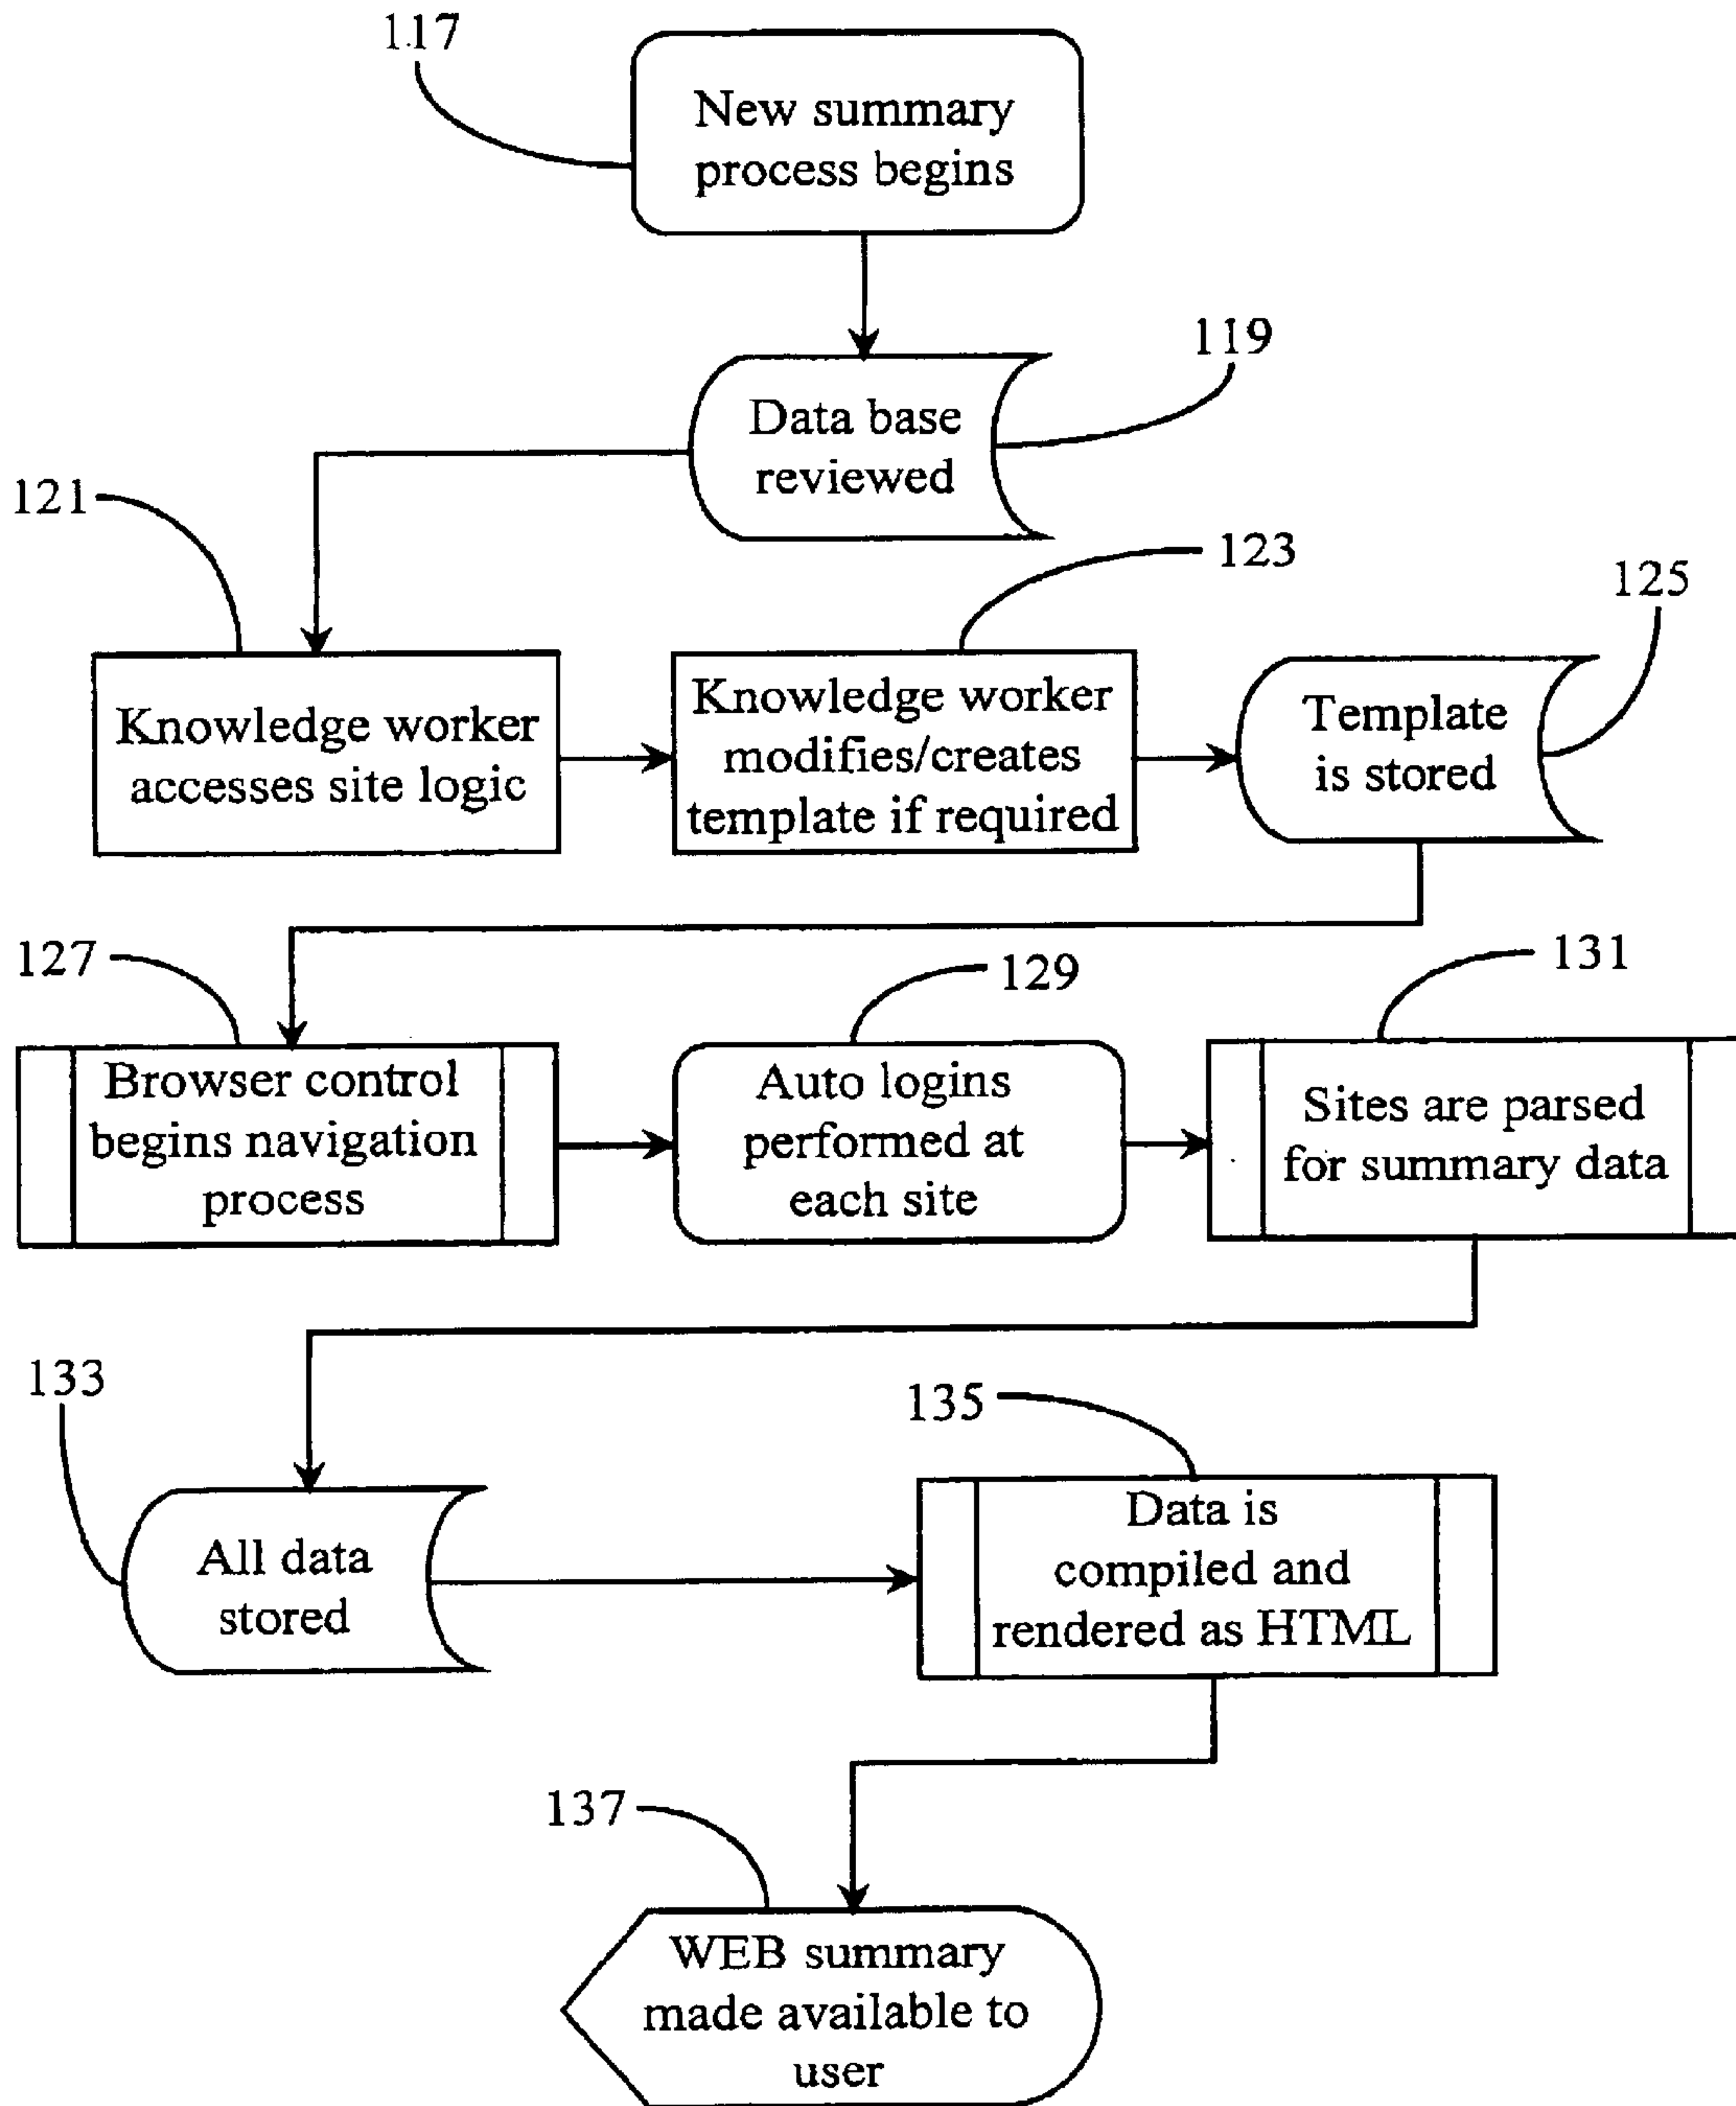 117
New summary
process begins
119
Data base
reviewed
121
123
125
Knowledge worker
accesses site logic
Knowledge worker
modifies/creates
template if required
Template
is stored
127
129
131
Browser control
begins navigation
process
Auto logins
performed at
each site
Sites are parsed
for summary data
133
135
All data
stored
Data is
compiled and
rendered as HTML
137
WEB summary
made available to
user